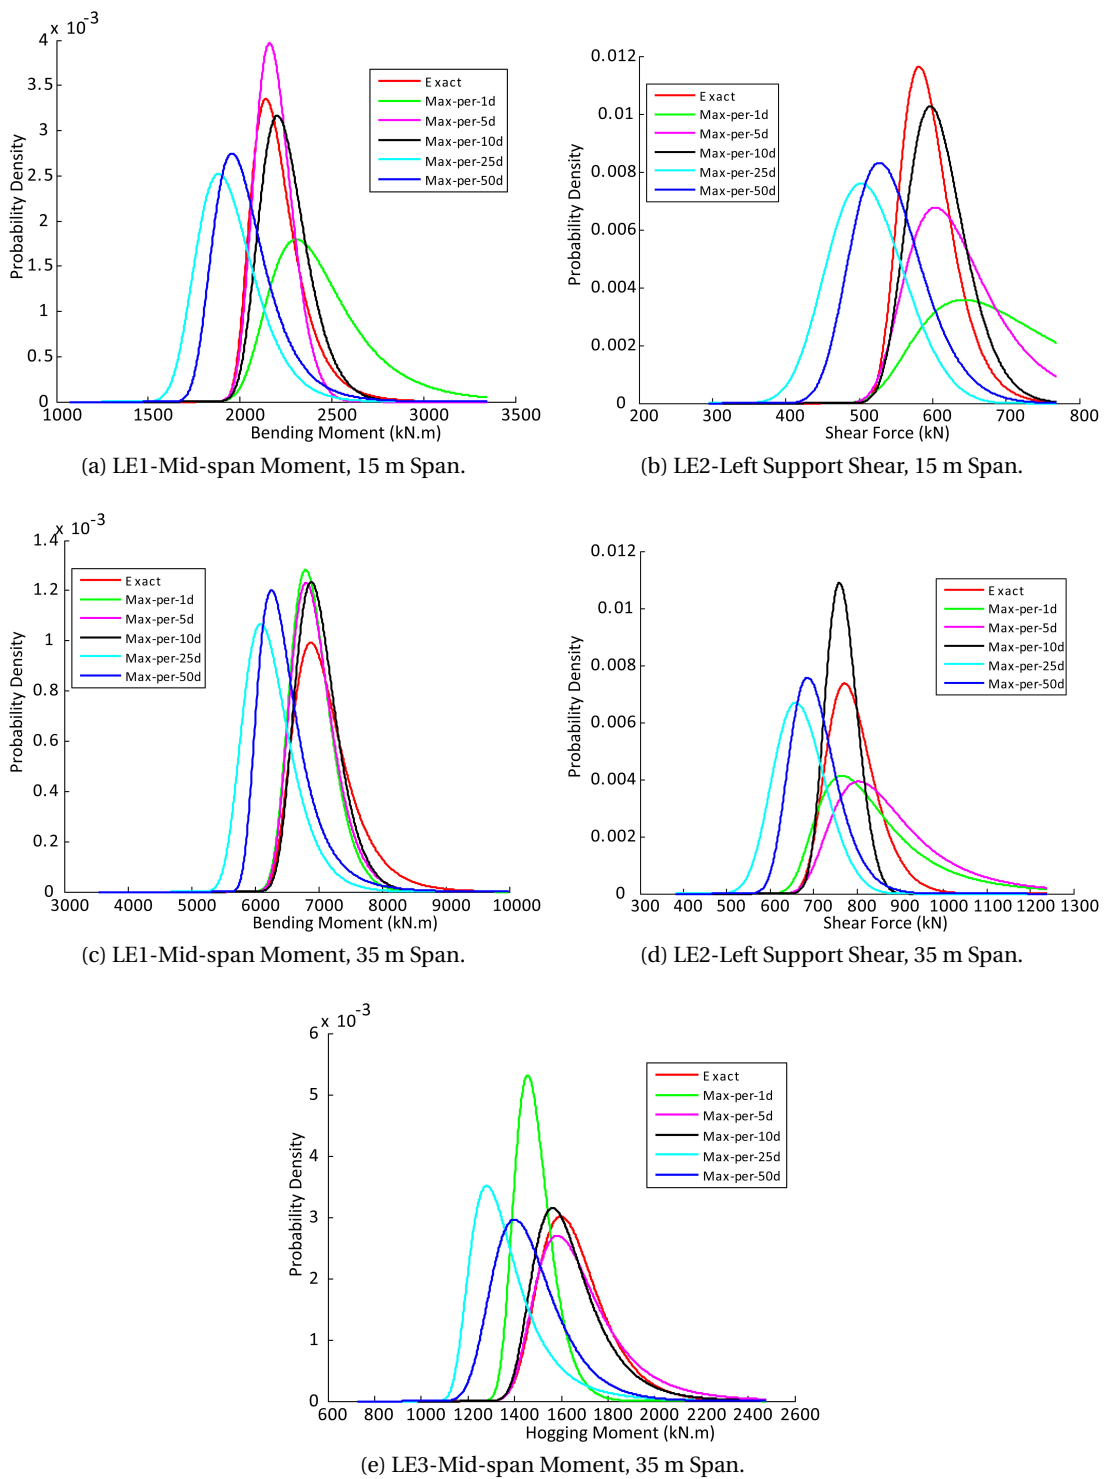 x 10^-3
4
3.5
3
2.5
2
1.5
1
0.5
0
1000 1500 2000 2500 3000 3500
Probability Density
Bending Moment (kN.m)
Exact
Max-per-1d
Max-per-5d
Max-per-10d
Max-per-25d
Max-per-50d
(a) LE1-Mid-span Moment, 15 m Span.
0.012
0.01
0.008
0.006
0.004
0.002
0
200 300 400 500 600 700 800
Probability Density
Shear Force (kN)
Exact
Max-per-1d
Max-per-5d
Max-per-10d
Max-per-25d
Max-per-50d
(b) LE2-Left Support Shear, 15 m Span.
x 10^-3
1.4
1.2
1
0.8
0.6
0.4
0.2
0
3000 4000 5000 6000 7000 8000 9000 10000
Probability Density
Bending Moment (kN.m)
Exact
Max-per-1d
Max-per-5d
Max-per-10d
Max-per-25d
Max-per-50d
(c) LE1-Mid-span Moment, 35 m Span.
0.012
0.01
0.008
0.006
0.004
0.002
0
300 400 500 600 700 800 900 1000 1100 1200 1300
Probability Density
Shear Force (kN)
Exact
Max-per-1d
Max-per-5d
Max-per-10d
Max-per-25d
Max-per-50d
(d) LE2-Left Support Shear, 35 m Span.
x 10^-3
6
5
4
3
2
1
0
600 800 1000 1200 1400 1600 1800 2000 2200 2400 2600
Probability Density
Hogging Moment (kN.m)
Exact
Max-per-1d
Max-per-5d
Max-per-10d
Max-per-25d
Max-per-50d
(e) LE3-Mid-span Moment, 35 m Span.